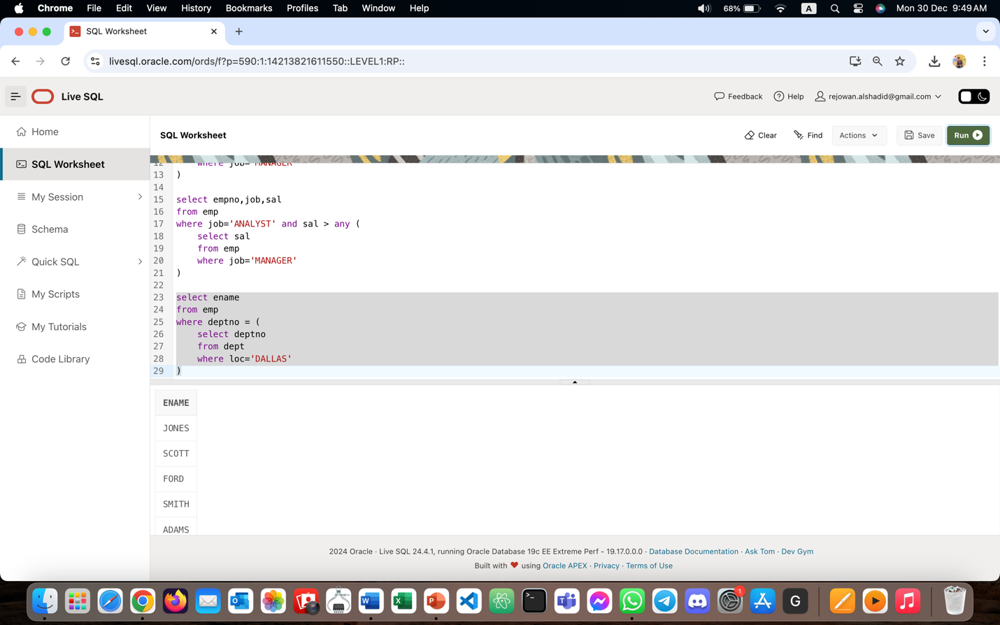 Chrome File Edit View History Bookmarks Profiles Tab Window Help
68% A Mon 30 Dec 9:49 AM
SQL Worksheet
livesql.oracle.com/ords/f?p=590:1:14213821611550::LEVEL1:RP::
Live SQL
Feedback Help rejowan.alshadid@gmail.com
Home
SQL Worksheet
My Session
Schema
Quick SQL
My Scripts
My Tutorials
Code Library
SQL Worksheet
Clear Find Actions Save Run
12 where job='MANAGER'
13 )
14
15 select empno,job,sal
16 from emp
17 where job='ANALYST' and sal > any (
18 select sal
19 from emp
20 where job='MANAGER'
21 )
22
23 select ename
24 from emp
25 where deptno = (
26 select deptno
27 from dept
28 where loc='DALLAS'
29 )
ENAME
JONES
SCOTT
FORD
SMITH
ADAMS
2024 Oracle · Live SQL 24.4.1, running Oracle Database 19c EE Extreme Perf - 19.17.0.0.0 · Database Documentation · Ask Tom · Dev Gym
Built with ❤ using Oracle APEX · Privacy · Terms of Use
1